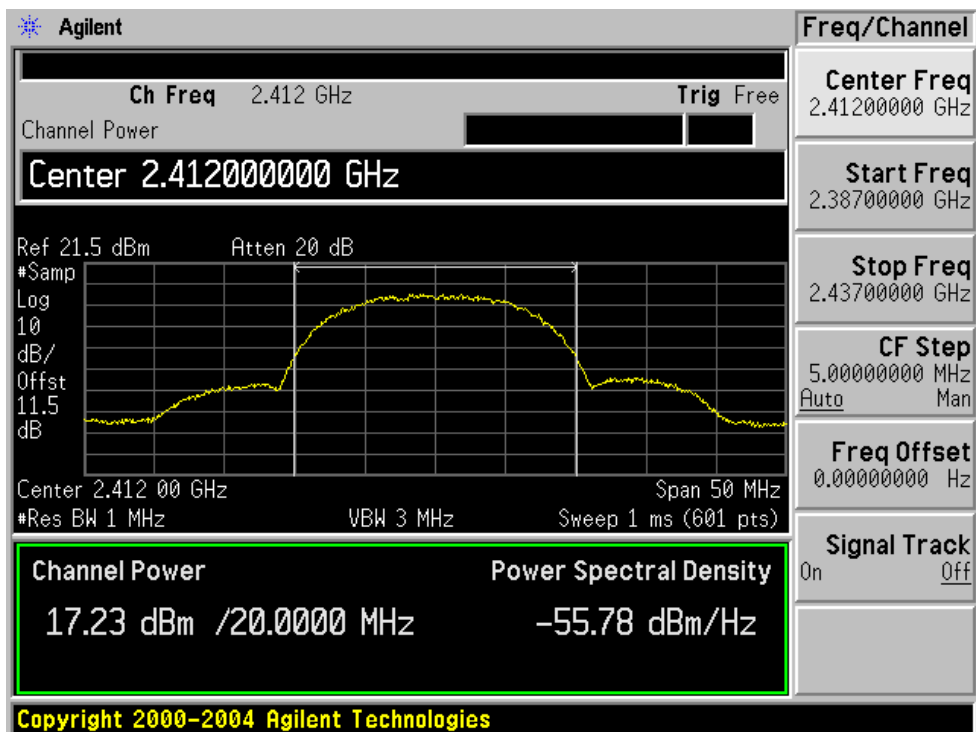 Agilent
Freq/Channel
Ch Freq 2.412 GHz Trig Free
Channel Power
Center 2.412000000 GHz
Ref 21.5 dBm Atten 20 dB
#Samp
Log
10
dB/
Offst
11.5
dB
Center 2.412 00 GHz Span 50 MHz
#Res BW 1 MHz VBW 3 MHz Sweep 1 ms (601 pts)
Channel Power Power Spectral Density
17.23 dBm /20.0000 MHz -55.78 dBm/Hz
Copyright 2000-2004 Agilent Technologies
Center Freq
2.41200000 GHz
Start Freq
2.38700000 GHz
Stop Freq
2.43700000 GHz
CF Step
5.00000000 MHz
Auto Man
Freq Offset
0.00000000 Hz
Signal Track
On Off